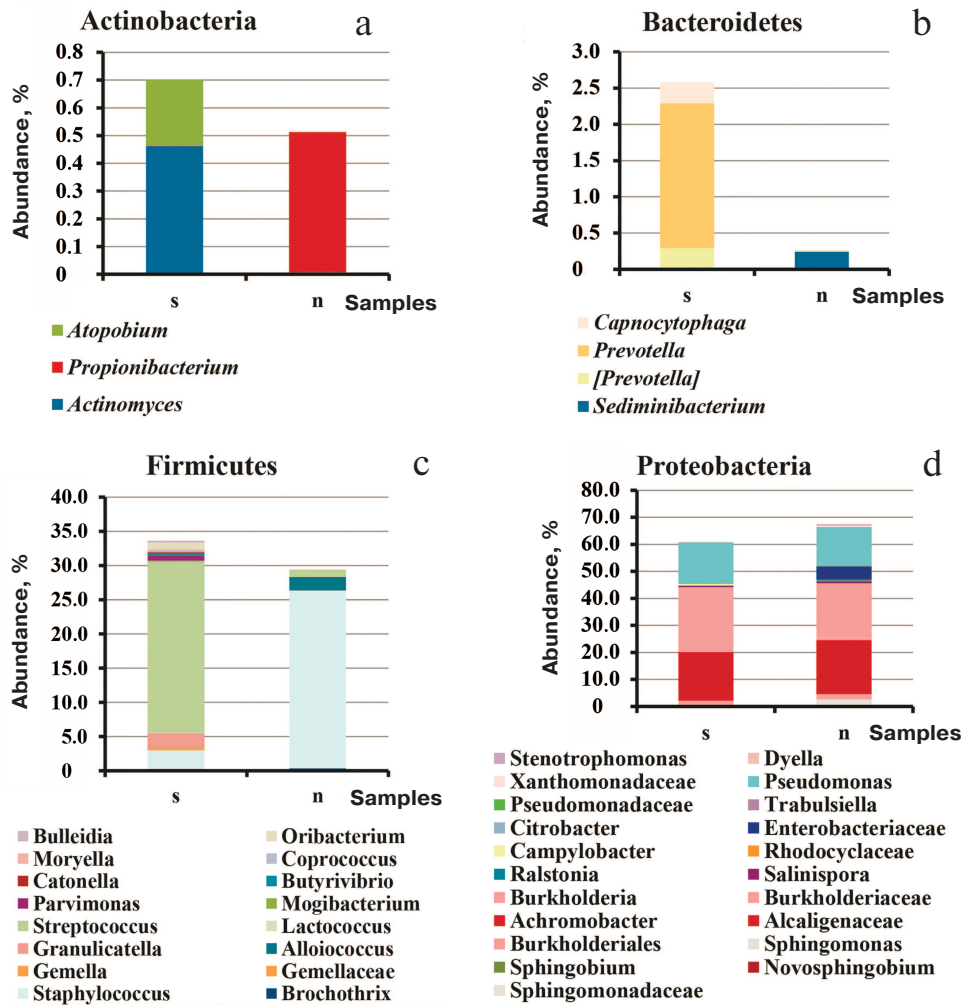 Actinobacteria a
Abundance, %
0.8
0.7
0.6
0.5
0.4
0.3
0.2
0.1
0
s n Samples
Atopobium
Propionibacterium
Actinomyces
Bacteroidetes b
Abundance, %
3.0
2.5
2.0
1.5
1.0
0.5
0
s n Samples
Capnocytophaga
Prevotella
[Prevotella]
Sediminibacterium
Firmicutes c
Abundance, %
40.0
35.0
30.0
25.0
20.0
15.0
10.0
5.0
0
s n Samples
Bulleidia Oribacterium
Moryella Coprococcus
Catonella Butyrivibrio
Parvimonas Mogibacterium
Streptococcus Lactococcus
Granulicatella Alloiococcus
Gemella Gemellaceae
Staphylococcus Brochothrix
Proteobacteria d
Abundance, %
80.0
70.0
60.0
50.0
40.0
30.0
20.0
10.0
0
s n Samples
Stenotrophomonas Dyella
Xanthomonadaceae Pseudomonas
Pseudomonadaceae Trabulsiella
Citrobacter Enterobacteriaceae
Campylobacter Rhodocyclaceae
Ralstonia Salinispora
Burkholderia Burkholderiaceae
Achromobacter Alcaligenaceae
Burkholderiales Sphingomonas
Sphingobium Novosphingobium
Sphingomonadaceae